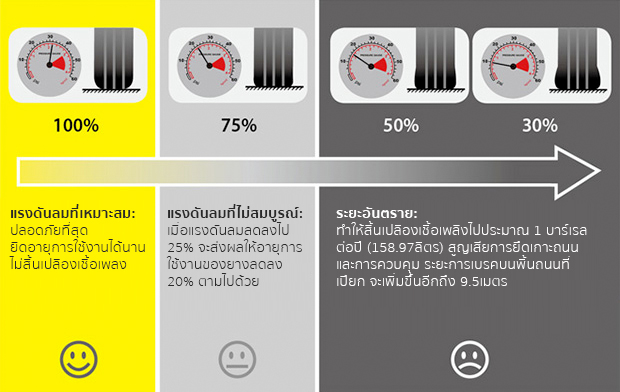 100%
75%
50%
30%
แรงดันลมที่เหมาะสม:
ปลอดภัยที่สุด
ยืดอายุการใช้งานได้นาน
ไม่สิ้นเปลืองเชื้อเพลง
แรงดันลมที่ไม่สมบูรณ์:
เมื่อแรงดันลมลดลงไป
25% จะส่งผลให้อายุการ
ใช้งานของยางลดลง
20% ตามไปด้วย
ระยะอันตราย:
ทำให้สิ้นเปลืองเชื้อเพลิงไปประมาณ 1 บาร์เรล
ต่อปี (158.97ลิตร) สูญเสียการยึดเกาะถนน
และการควบคุม ระยะการเบรคบนพื้นถนนที่
เปียก จะเพิ่มขึ้นอีกถึง 9.5เมตร